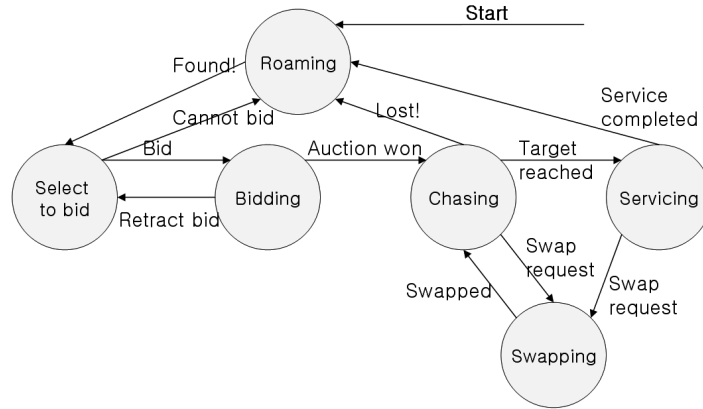 Start
Roaming
Found!
Cannot bid
Lost!
Service
completed
Bid
Auction won
Target
reached
Select
to bid
Bidding
Chasing
Servicing
Retract bid
Swap
request
Swapped
Swap
request
Swapping